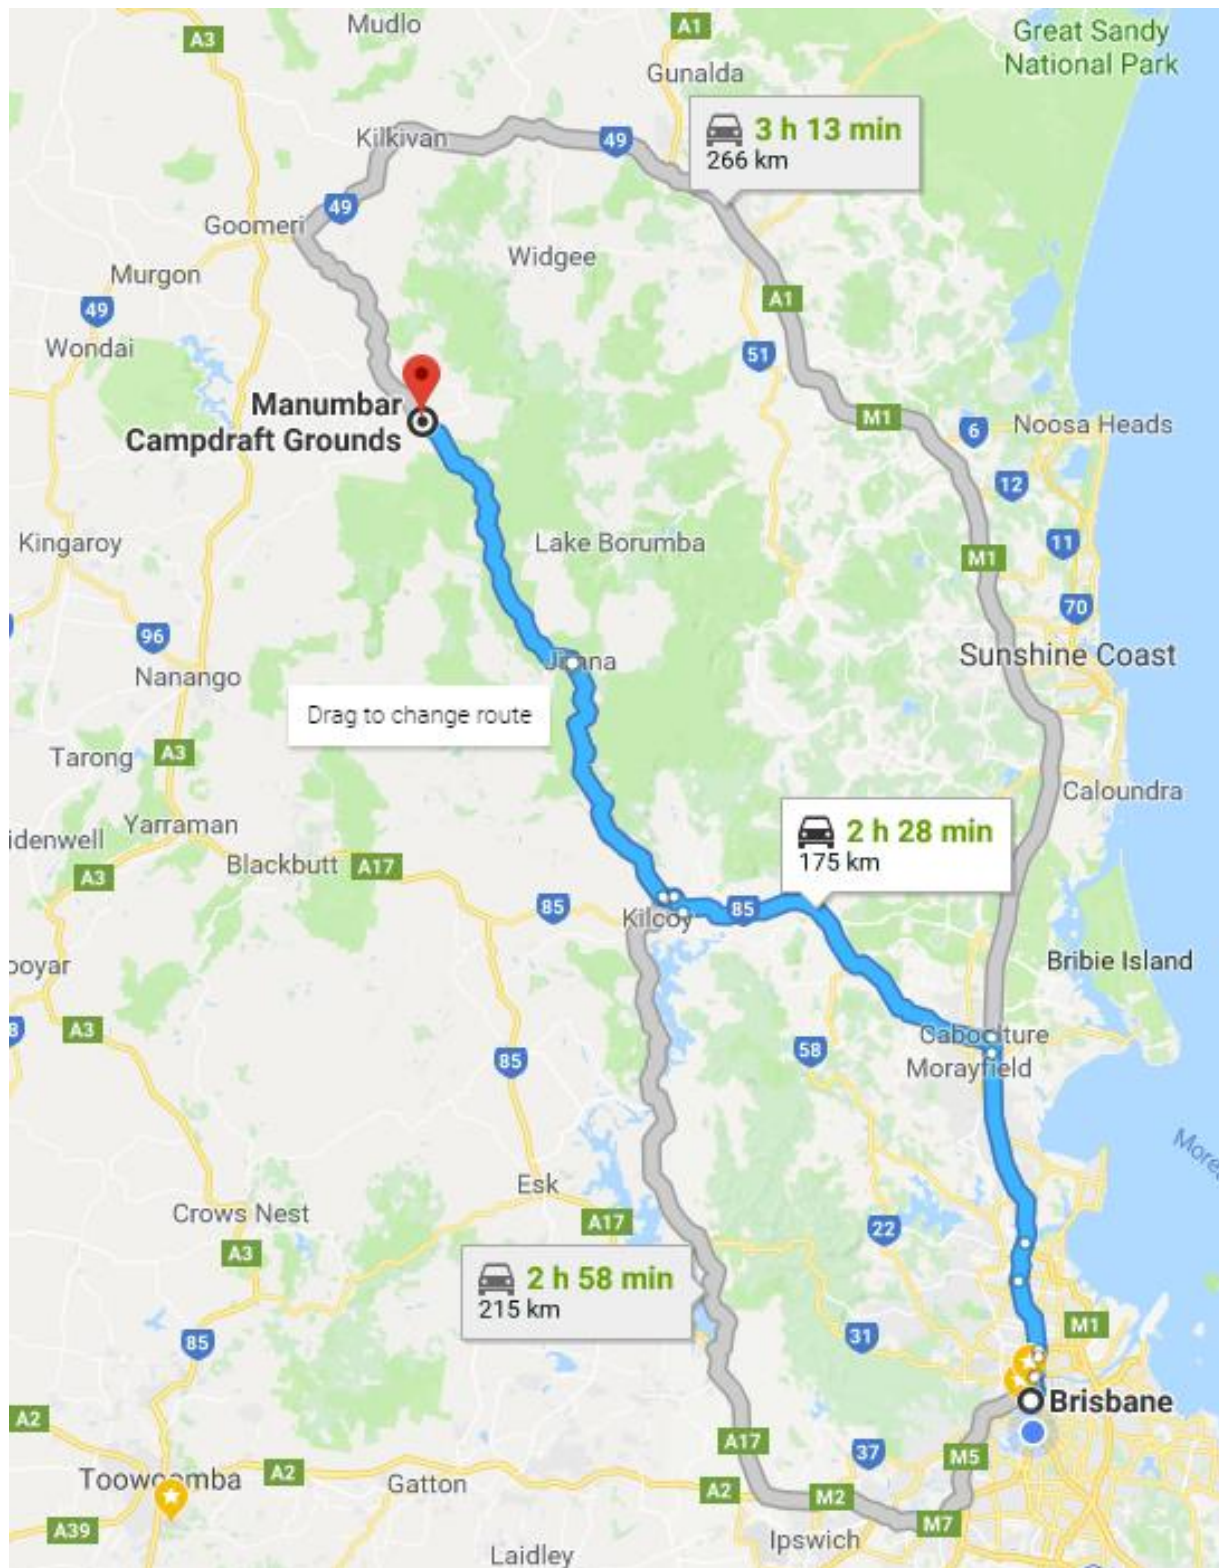 Mudlo
A3
A1
Great Sandy
National Park
Gunalda
Kilkivan
49
3 h 13 min
266 km
49
Goomeri
Widgee
Murgon
A1
49
Wondai
51
Manumbar
Campdraft Grounds
M1
6
Noosa Heads
12
Kingaroy
Lake Borumba
11
M1
96
70
Nanango
Sunshine Coast
Drag to change route
A3
Tarong
Caloundra
Yarraman
idenwell
2 h 28 min
175 km
Blackbutt
A17
A3
85
85
Kilcoy
ooyar
Bribie Island
A3
Caboolture
58
85
Morayfield
Esk
Crows Nest
A17
22
A3
2 h 58 min
215 km
85
31
M1
Brisbane
A2
A17
37
M5
Toowoomba
A2
Gatton
A2
M2
M7
A39
Ipswich
Laidley